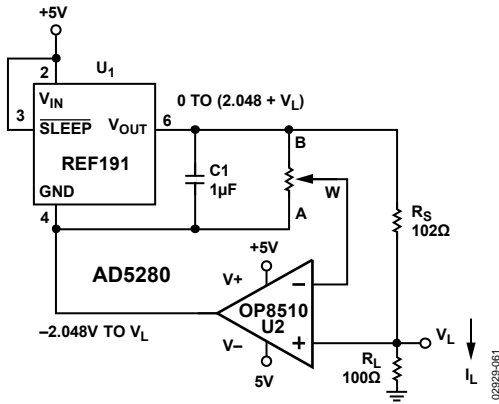 +5V
2
U1
VIN
3
SLEEP
VOUT
6
0 TO (2.048 + VL)
REF191
GND
4
C1
1µF
B
W
A
RS
102Ω
AD5280
+5V
V+
–
OP8510
U2
+
V–
5V
–2.048V TO VL
VL
RL
100Ω
IL
02929-061